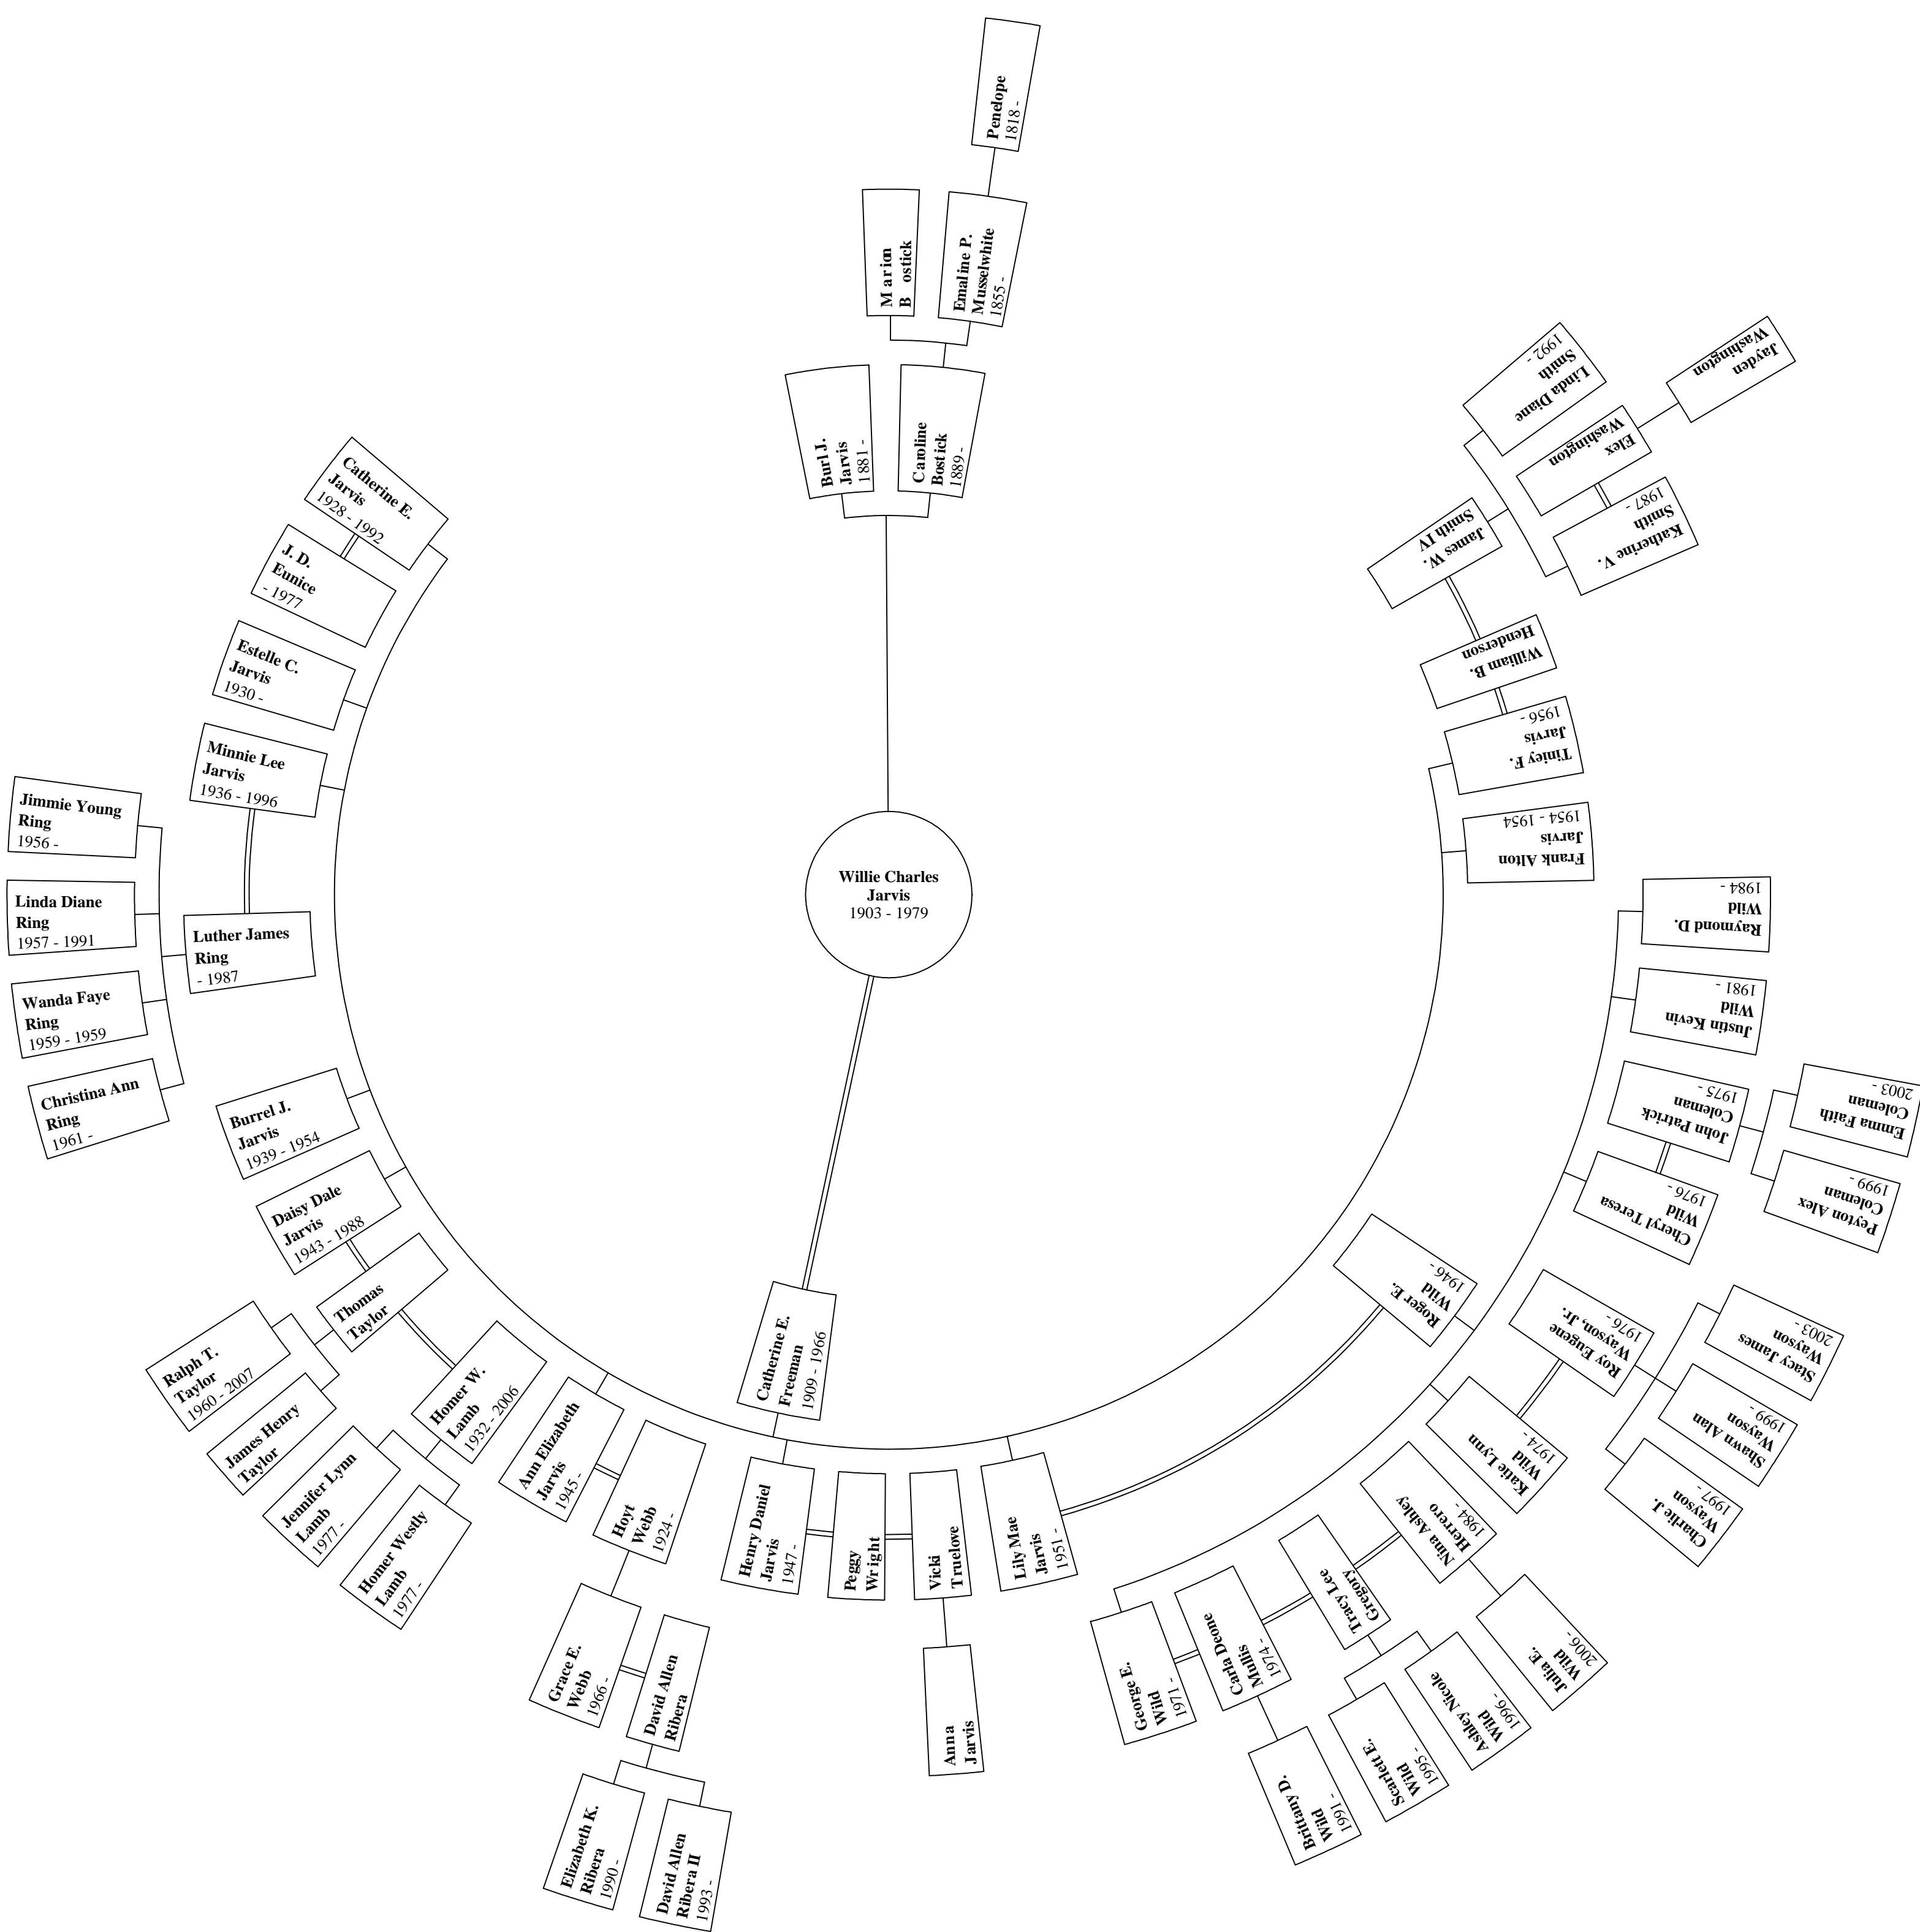 Penelope
1818 -
Marion
Bostick
Emaline P.
Musselwhite
1855 -
Burl J.
Jarvis
1881 -
Caroline
Bostick
1889 -
Willie Charles
Jarvis
1903 - 1979
Catherine E.
Freeman
1909 - 1966
Catherine E.
Jarvis
1928 - 1992
J. D.
Eunice
- 1977
Estelle C.
Jarvis
1930 -
Minnie Lee
Jarvis
1936 - 1996
Luther James
Ring
- 1987
Jimmie Young
Ring
1956 -
Linda Diane
Ring
1957 - 1991
Wanda Faye
Ring
1959 - 1959
Christina Ann
Ring
1961 -
Burrel J.
Jarvis
1939 - 1954
Daisy Dale
Jarvis
1943 - 1988
Thomas
Taylor
Ralph T.
Taylor
1960 - 2007
James Henry
Taylor
Homer W.
Lamb
1932 - 2006
Jennifer Lynn
Lamb
1977 -
Homer Westly
Lamb
1977 -
Ann Elizabeth
Jarvis
1945 -
Hoyt
Webb
1924 -
Grace E.
Webb
1966 -
David Allen
Ribera
Elizabeth K.
Ribera
1990 -
David Allen
Ribera II
1993 -
Henry Daniel
Jarvis
1947 -
Peggy
Wright
Vicki
Truelove
Anna
Jarvis
Lily Mae
Jarvis
1951 -
Roger E.
Wild
1946 -
George E.
Wild
1971 -
Carla Deone
Mullis
1974 -
Brittany D.
Wild
1991 -
Tracy Lee
Gregory
Scarlett E.
Wild
1995 -
Ashley Nicole
Wild
1996 -
Nina Ashley
Herrero
1984 -
Julia E.
Wild
2006 -
Katie Lynn
Wild
1974 -
Roy Eugene
Wayson, Jr.
1976 -
Charlie J.
Wayson
1997 -
Shawn Alan
Wayson
1999 -
Stacy James
Wayson
2003 -
Cheryl Teresa
Wild
1976 -
John Patrick
Coleman
1975 -
Peyton Alex
Coleman
1999 -
Emma Faith
Coleman
2003 -
Justin Kevin
Wild
1981 -
Raymond D.
Wild
1984 -
Frank Alton
Jarvis
1954 - 1954
Tiniey F.
Jarvis
1956 -
William B.
Henderson
James W.
Smith IV
Katherine V.
Smith
1987 -
Elex
Washington
Jayden
Washington
Linda Diane
Smith
1992 -